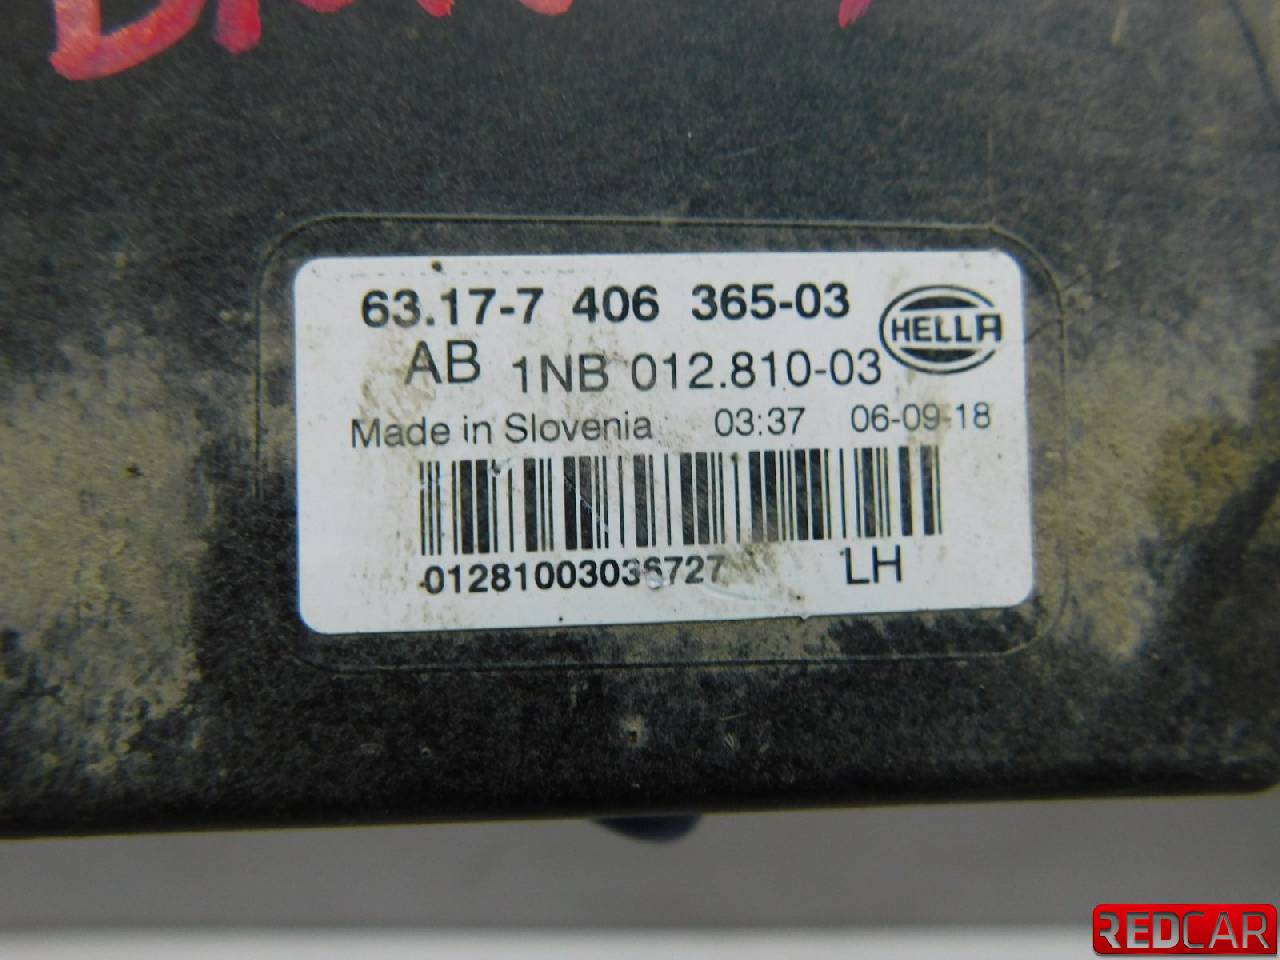 63.17-7 406 365-03
HELLA
AB 1NB 012.810-03
Made in Slovenia 03:37 06-09-18
01281003036727 LH
REDCAR